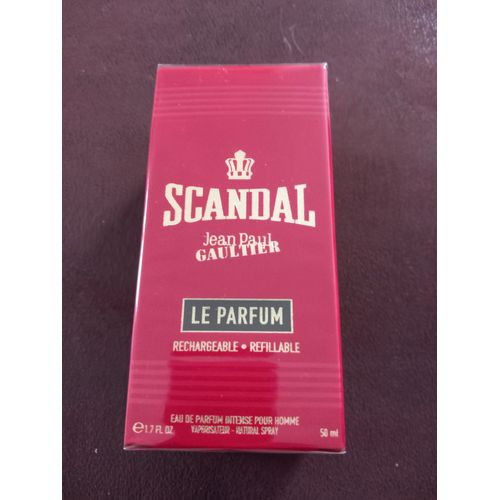 SCANDAL
Jean Paul
GAULTIER
LE PARFUM
RECHARGEABLE • REFILLABLE
EAU DE PARFUM INTENSE POUR HOMME
e1.7 FL. OZ VAPORISATEUR - NATURAL SPRAY 50 ml